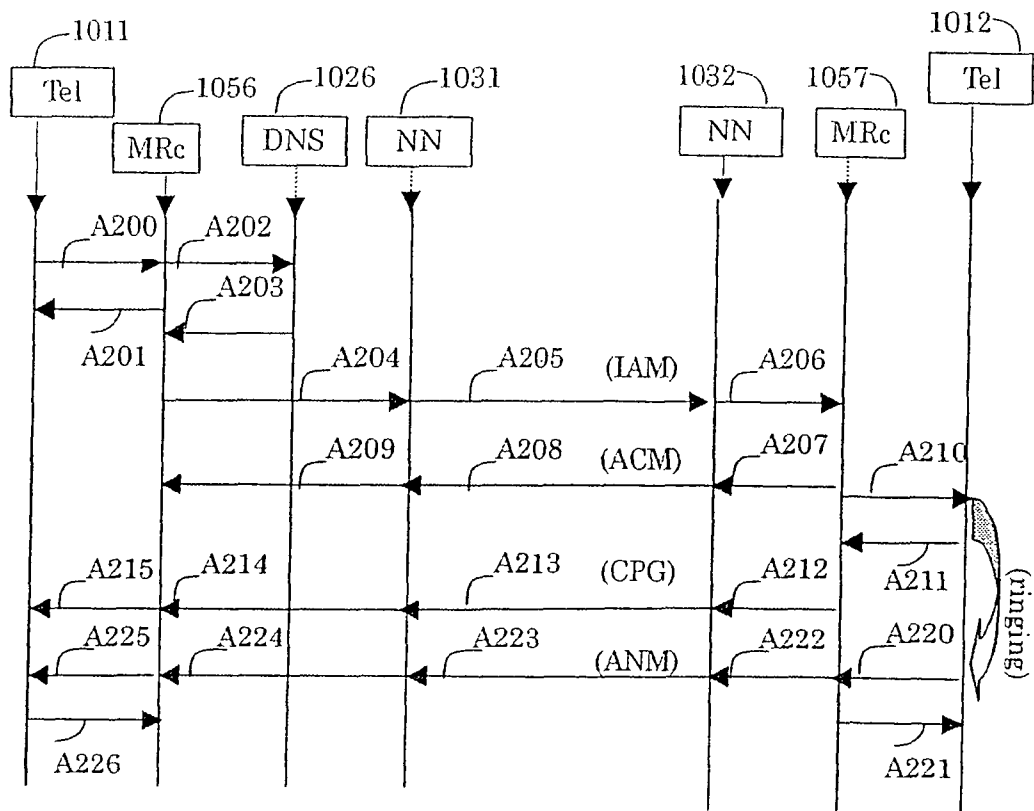 1011
1012
1056
1026
1031
1032
1057
Tel
Tel
MRc
DNS
NN
NN
MRc
A200
A202
A203
A201
A204
A205
(IAM)
A206
A209
A208
(ACM)
A207
A210
A215
A214
A213
(CPG)
A212
A211
(ringing)
A225
A224
A223
(ANM)
A222
A220
A226
A221